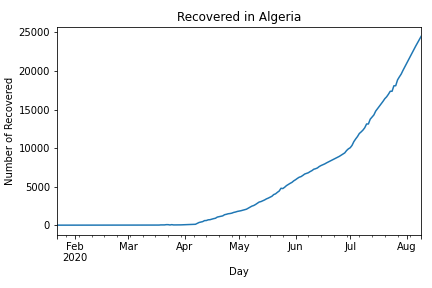 Recovered in Algeria
25000
20000
15000
10000
5000
0
Number of Recovered
Feb Mar Apr May Jun Jul Aug
2020
Day